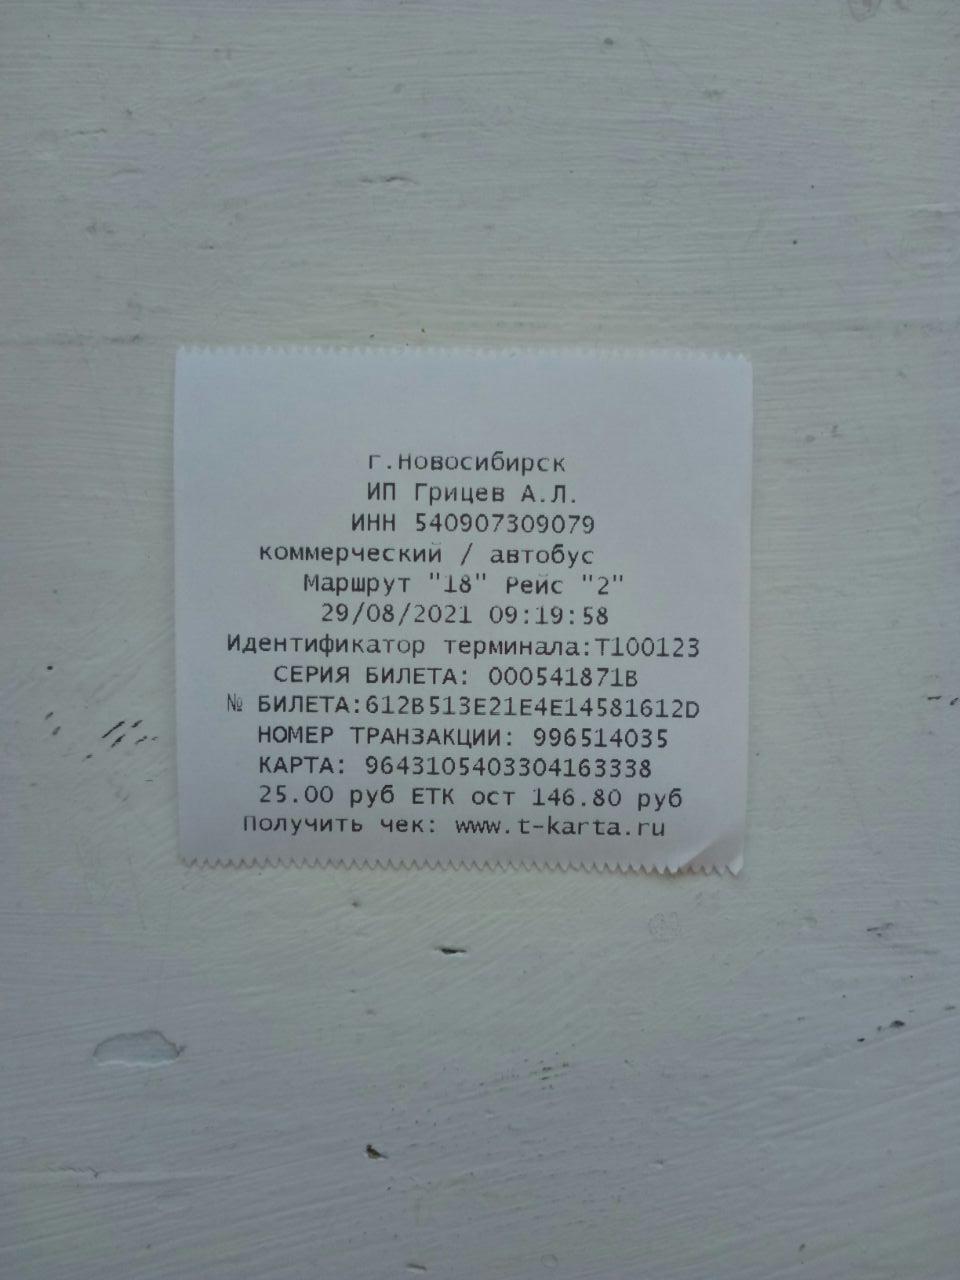 г.Новосибирск
ИП Грицев А.Л.
ИНН 540907309079
коммерческий / автобус
Маршрут "18" Рейс "2"
29/08/2021 09:19:58
Идентификатор терминала:Т100123
СЕРИЯ БИЛЕТА: 000541871B
№ БИЛЕТА:612B513E21E4E14581612D
НОМЕР ТРАНЗАКЦИИ: 996514035
КАРТА: 9643105403304163338
25.00 руб ЕТК ост 146.80 руб
Получить чек: www.t-karta.ru